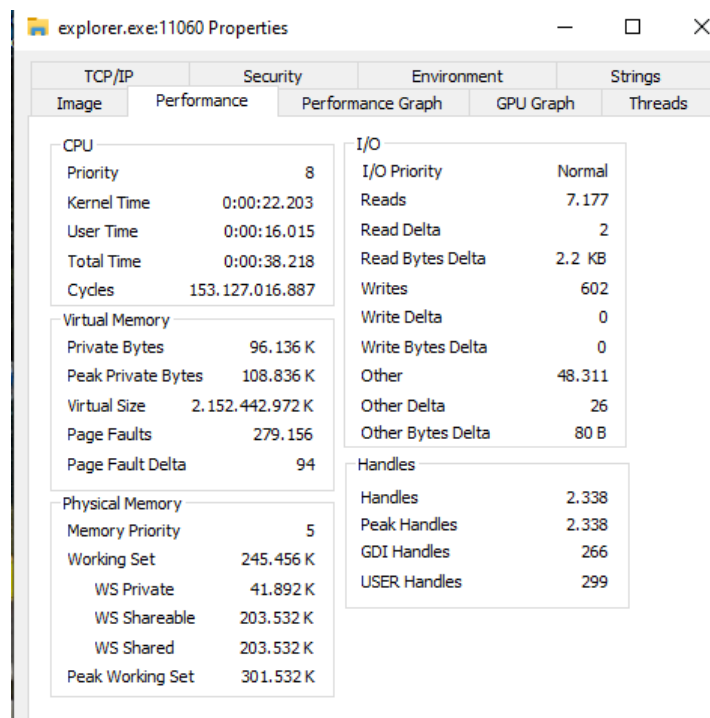 explorer.exe:11060 Properties
TCP/IP Security Environment Strings
Image Performance Performance Graph GPU Graph Threads
CPU
Priority 8
Kernel Time 0:00:22.203
User Time 0:00:16.015
Total Time 0:00:38.218
Cycles 153.127.016.887
Virtual Memory
Private Bytes 96.136 K
Peak Private Bytes 108.836 K
Virtual Size 2.152.442.972 K
Page Faults 279.156
Page Fault Delta 94
Physical Memory
Memory Priority 5
Working Set 245.456 K
WS Private 41.892 K
WS Shareable 203.532 K
WS Shared 203.532 K
Peak Working Set 301.532 K
I/O
I/O Priority Normal
Reads 7.177
Read Delta 2
Read Bytes Delta 2.2 KB
Writes 602
Write Delta 0
Write Bytes Delta 0
Other 48.311
Other Delta 26
Other Bytes Delta 80 B
Handles
Handles 2.338
Peak Handles 2.338
GDI Handles 266
USER Handles 299